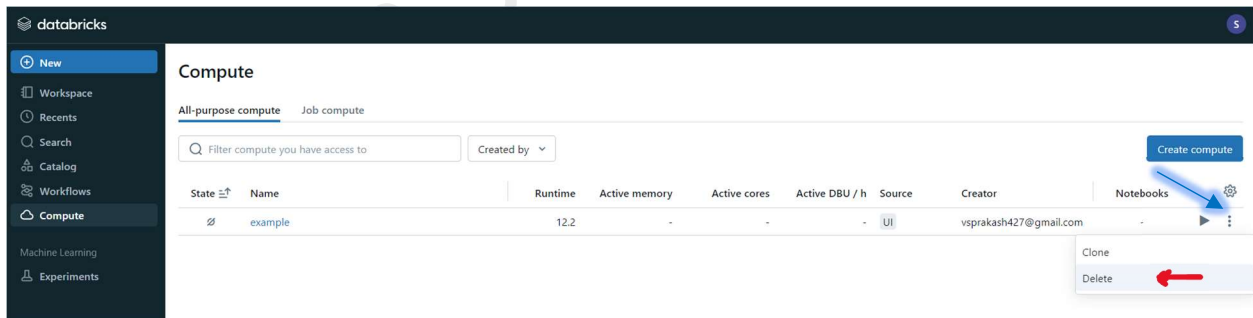 databricks
S
New
Workspace
Recents
Search
Catalog
Workflows
Compute
Machine Learning
Experiments
Compute
All-purpose compute Job compute
Filter compute you have access to Created by Create compute
State Name Runtime Active memory Active cores Active DBU / h Source Creator Notebooks
example 12.2 - - - UI vsprakash427@gmail.com -
Clone
Delete